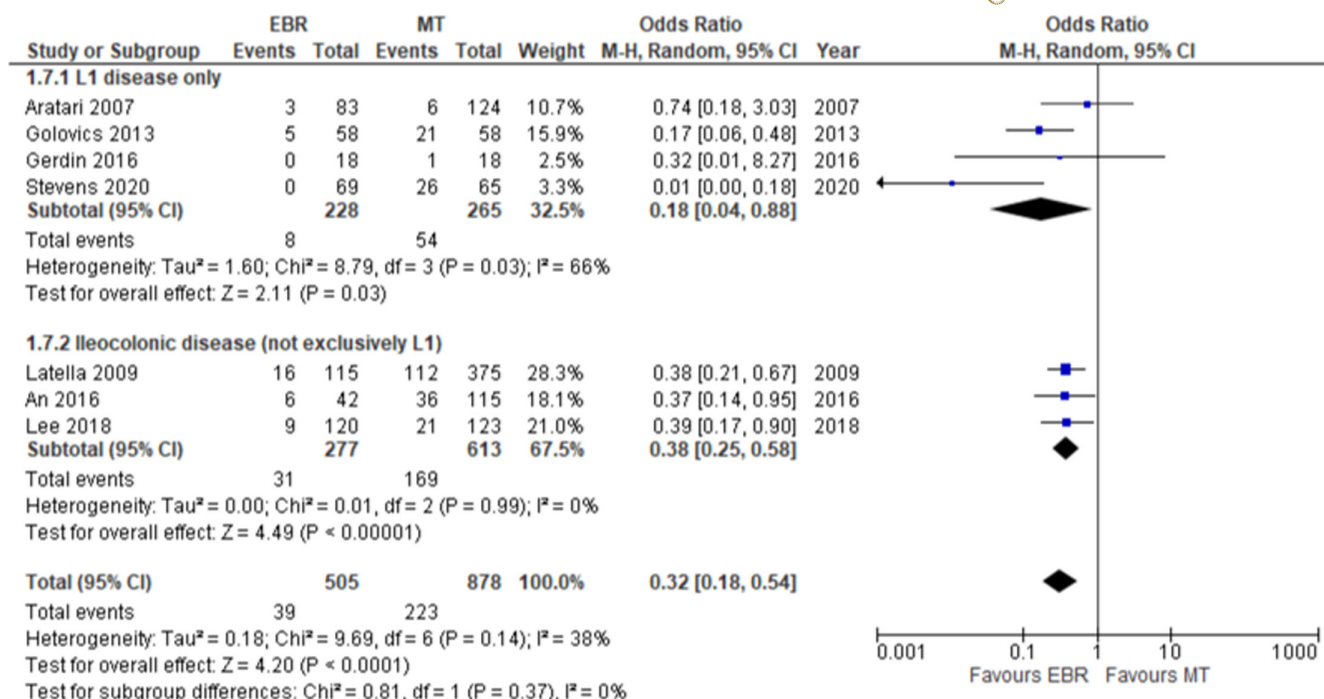 EBR MT Odds Ratio Odds Ratio
Study or Subgroup Events Total Events Total Weight M-H, Random, 95% CI Year M-H, Random, 95% CI
1.7.1 L1 disease only
Aratari 2007 3 83 6 124 10.7% 0.74 [0.18, 3.03] 2007
Golovics 2013 5 58 21 58 15.9% 0.17 [0.06, 0.48] 2013
Gerdin 2016 0 18 1 18 2.5% 0.32 [0.01, 8.27] 2016
Stevens 2020 0 69 26 65 3.3% 0.01 [0.00, 0.18] 2020
Subtotal (95% CI) 228 265 32.5% 0.18 [0.04, 0.88]
Total events 8 54
Heterogeneity: Tau² = 1.60; Chi² = 8.79, df = 3 (P = 0.03); I² = 66%
Test for overall effect: Z = 2.11 (P = 0.03)
1.7.2 Ileocolonic disease (not exclusively L1)
Latella 2009 16 115 112 375 28.3% 0.38 [0.21, 0.67] 2009
An 2016 6 42 36 115 18.1% 0.37 [0.14, 0.95] 2016
Lee 2018 9 120 21 123 21.0% 0.39 [0.17, 0.90] 2018
Subtotal (95% CI) 277 613 67.5% 0.38 [0.25, 0.58]
Total events 31 169
Heterogeneity: Tau² = 0.00; Chi² = 0.01, df = 2 (P = 0.99); I² = 0%
Test for overall effect: Z = 4.49 (P < 0.00001)
Total (95% CI) 505 878 100.0% 0.32 [0.18, 0.54]
Total events 39 223
Heterogeneity: Tau² = 0.18; Chi² = 9.69, df = 6 (P = 0.14); I² = 38%
Test for overall effect: Z = 4.20 (P < 0.0001)
Test for subgroup differences: Chi² = 0.81, df = 1 (P = 0.37), I² = 0%
0.001 0.1 1 10 1000
Favours EBR Favours MT